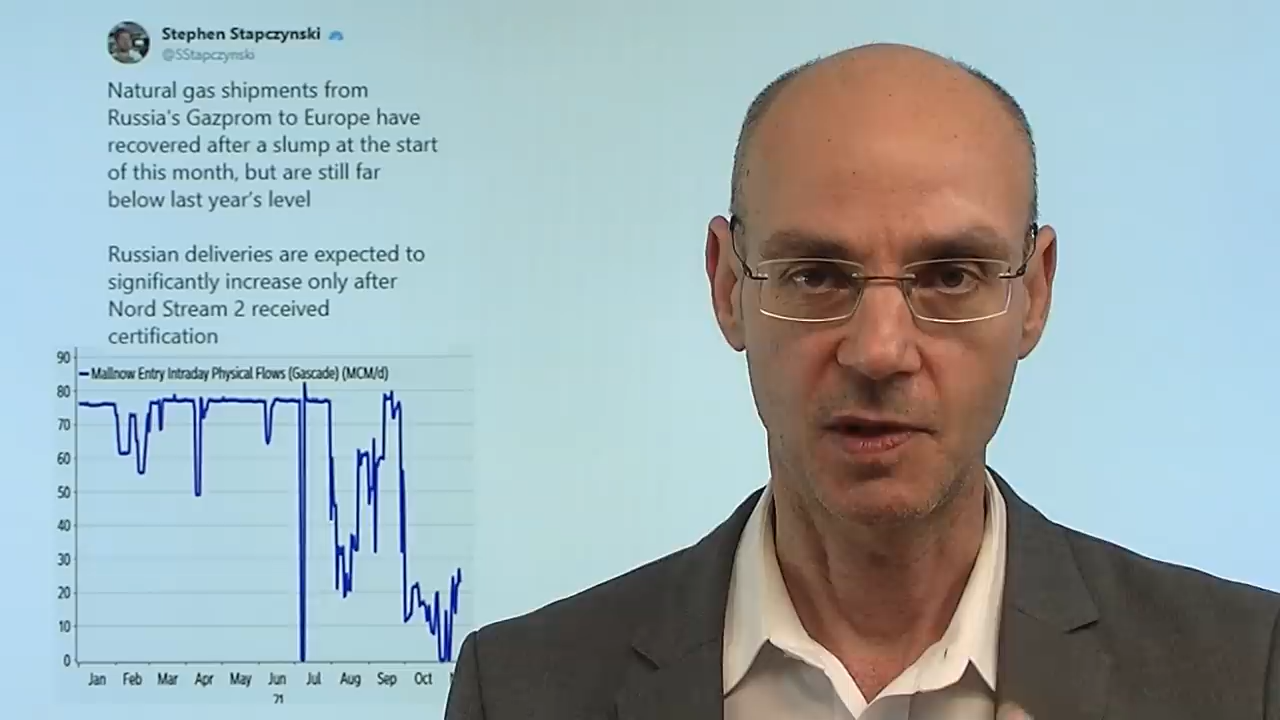 Stephen Stapczynski
@SStapczynski
Natural gas shipments from
Russia's Gazprom to Europe have
recovered after a slump at the start
of this month, but are still far
below last year's level
Russian deliveries are expected to
significantly increase only after
Nord Stream 2 received
certification
90
Mallnow Entry Intraday Physical Flows (Gascade) (MCM/d)
80
70
60
50
40
30
20
10
0
Jan Feb Mar Apr May Jun Jul Aug Sep Oct